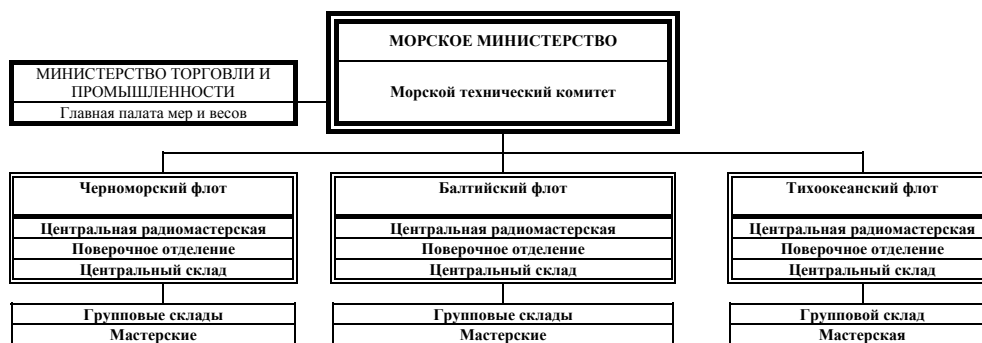 МОРСКОЕ МИНИСТЕРСТВО
Морской технический комитет
МИНИСТЕРСТВО ТОРГОВЛИ И
ПРОМЫШЛЕННОСТИ
Главная палата мер и весов
Черноморский флот
Центральная радиомастерская
Поверочное отделение
Центральный склад
Групповые склады
Мастерские
Балтийский флот
Центральная радиомастерская
Поверочное отделение
Центральный склад
Групповые склады
Мастерские
Тихоокеанский флот
Центральная радиомастерская
Поверочное отделение
Центральный склад
Групповой склад
Мастерская